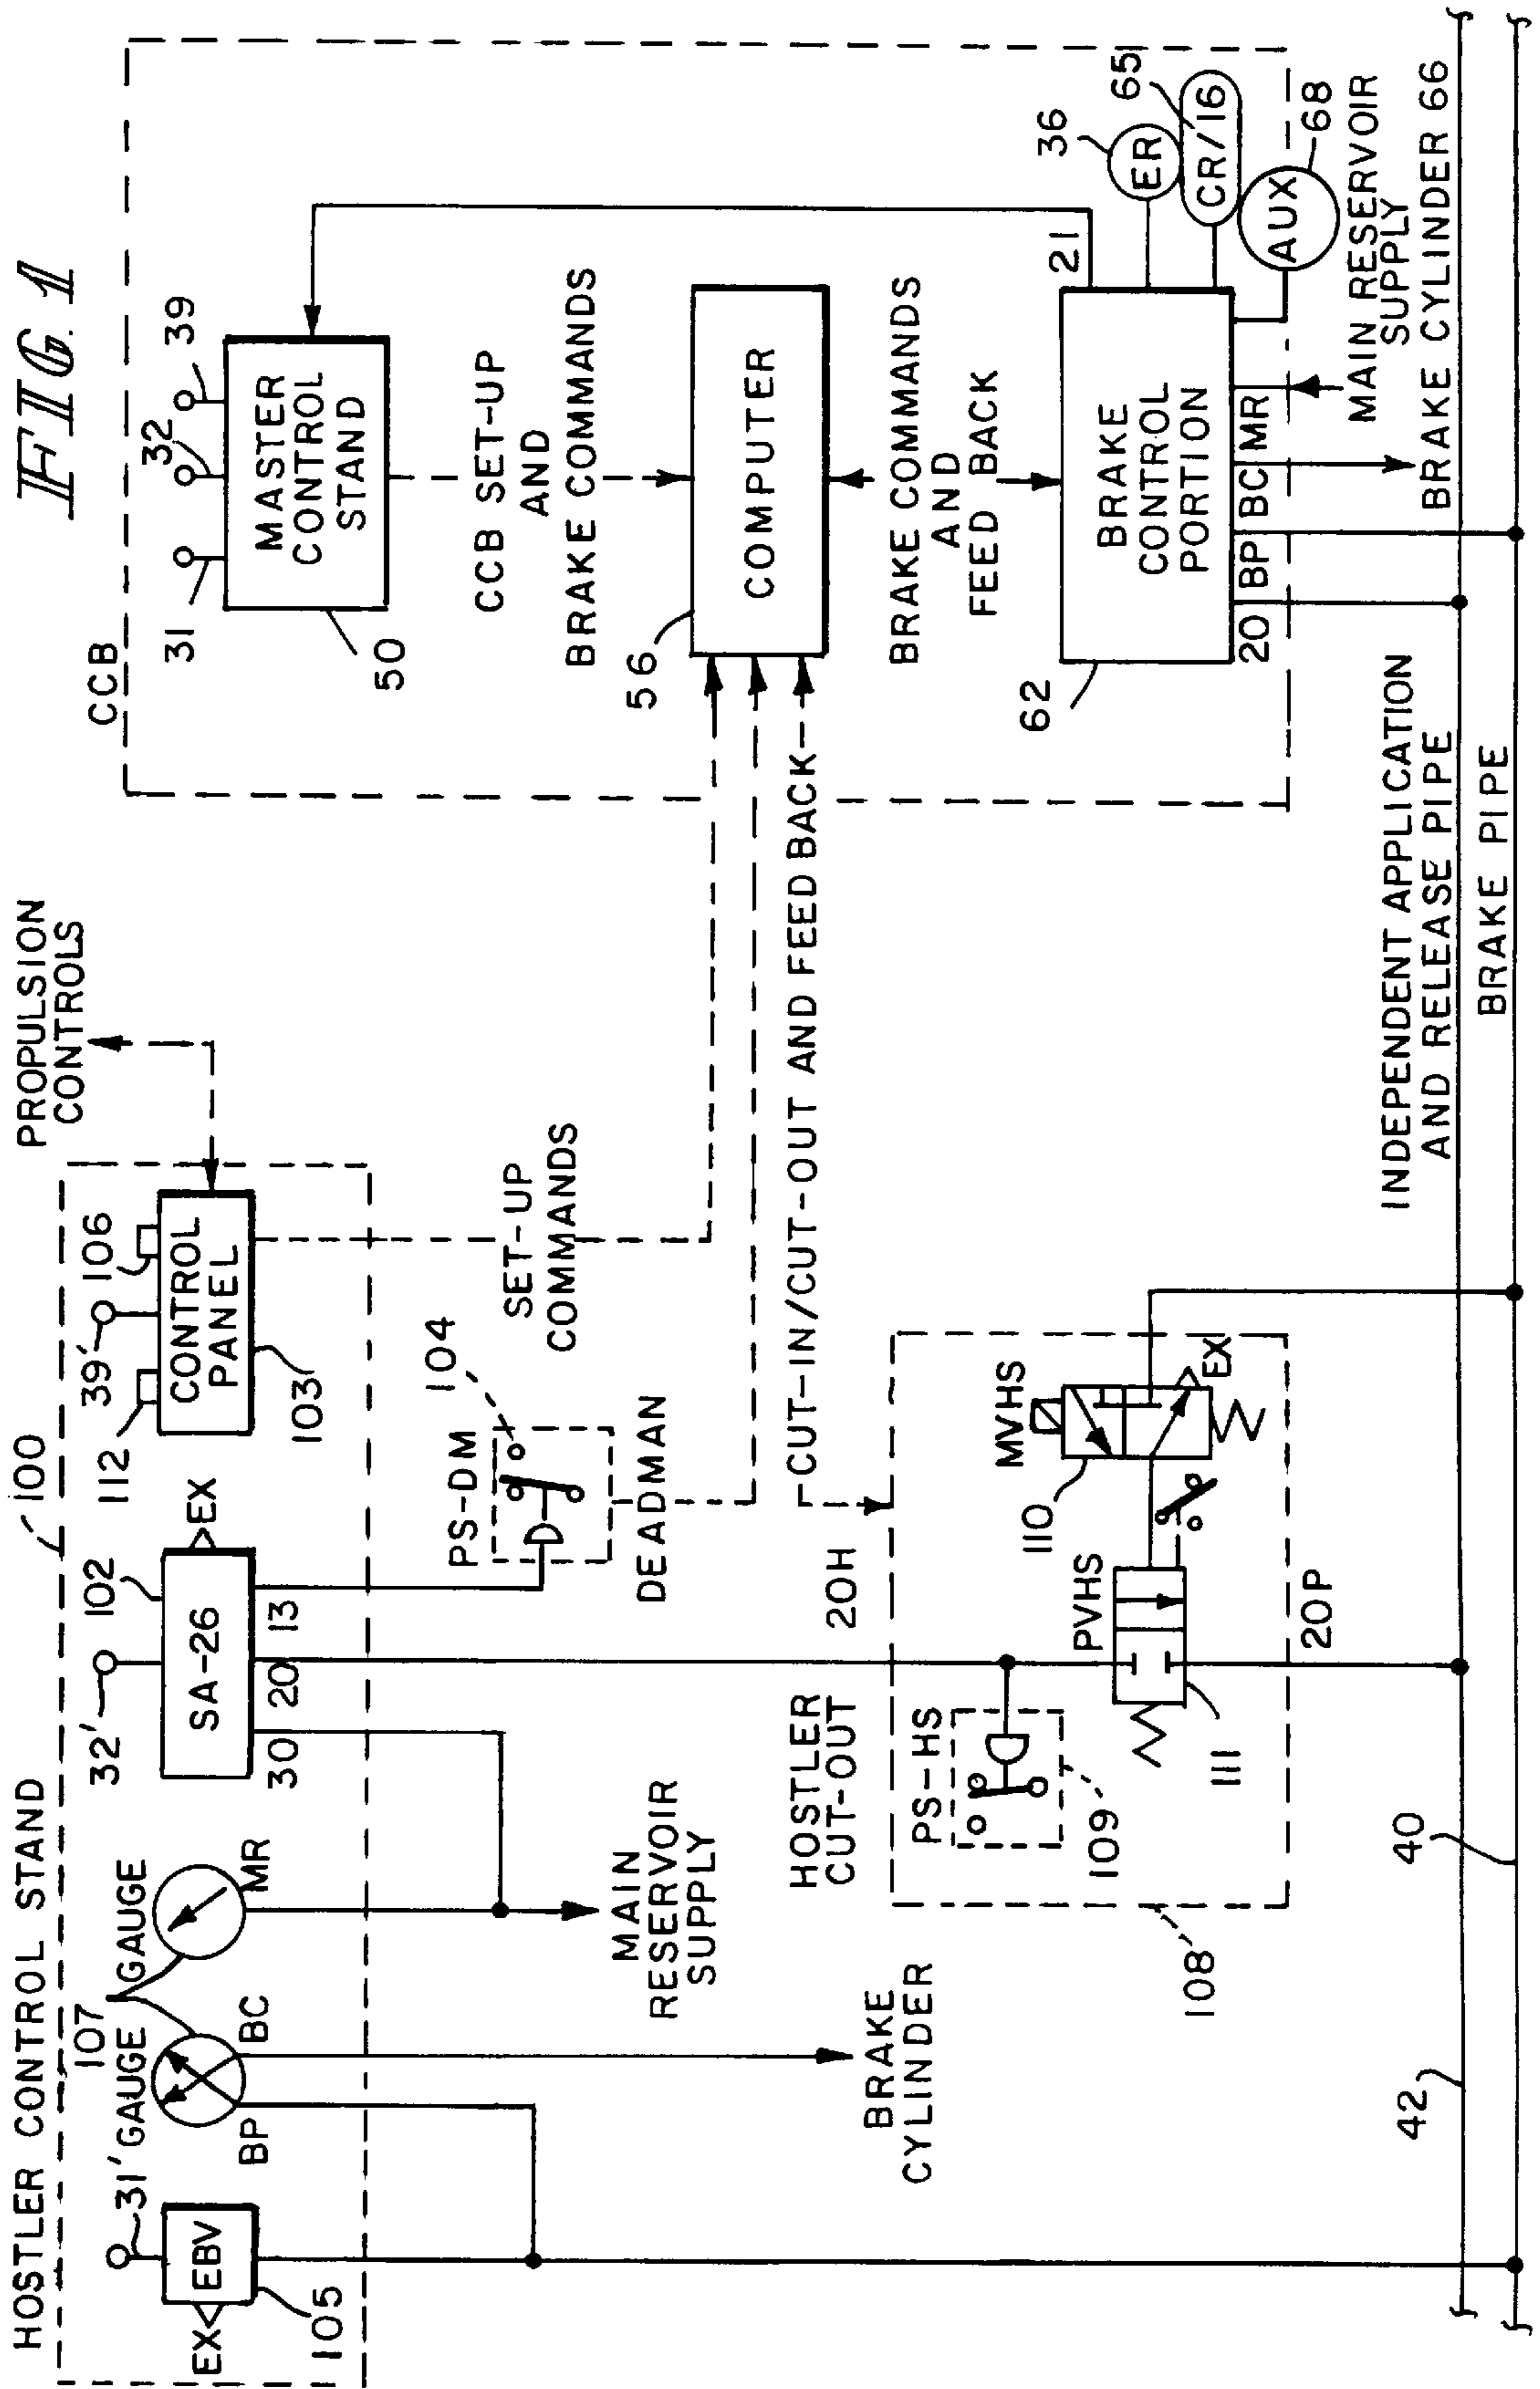 FIG. 1
HOSTLER CONTROL STAND
100
PROPULSION
CONTROLS
31'
GAUGE
107
GAUGE
32'
102
112
39'
106
EX
EBV
105
BP
BC
MR
SA-26
EX
30
20
13
CONTROL
PANEL
103
PS-DM
104
DEADMAN
SET-UP
COMMANDS
MAIN
RESERVOIR
SUPPLY
BRAKE
CYLINDER
CUT-IN/CUT-OUT AND FEED BACK
HOSTLER
CUT-OUT
20H
PS-HS
109
108'
PVHS
111
MVHS
110
EX
20P
CCB
31
32
39
MASTER
CONTROL
STAND
50
CCB SET-UP
AND
BRAKE COMMANDS
56
COMPUTER
BRAKE COMMANDS
AND
FEED BACK
62
BRAKE
CONTROL
PORTION
21
36
ER
65
CR/16
AUX
68
20
BP
BC
MR
MAIN RESERVOIR
SUPPLY
BRAKE CYLINDER 66
INDEPENDENT APPLICATION
AND RELEASE PIPE
BRAKE PIPE
42
40